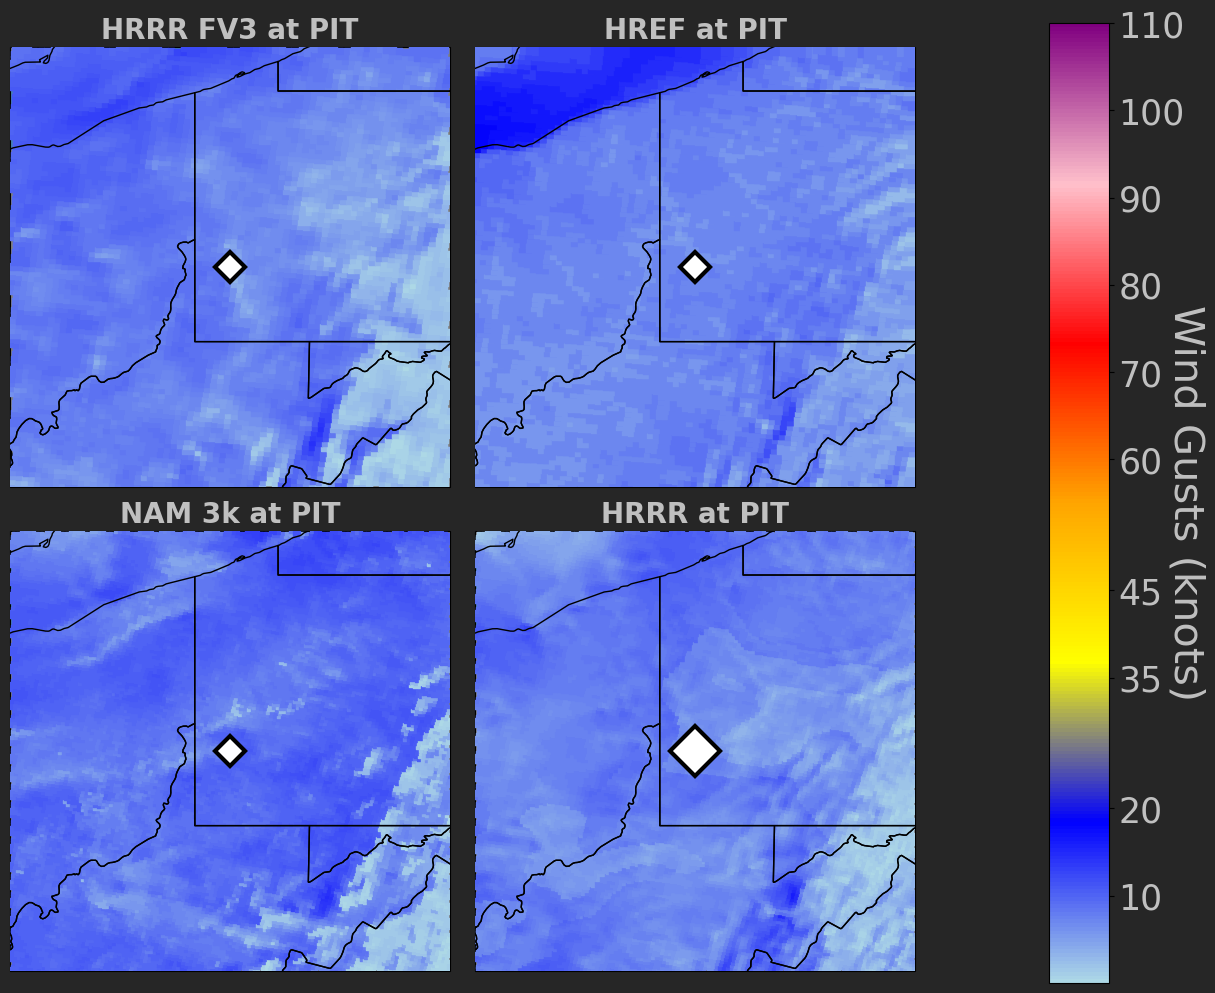 HRRR FV3 at PIT
HREF at PIT
NAM 3k at PIT
HRRR at PIT
110
100
90
80
70
60
45
35
20
10
Wind Gusts (knots)